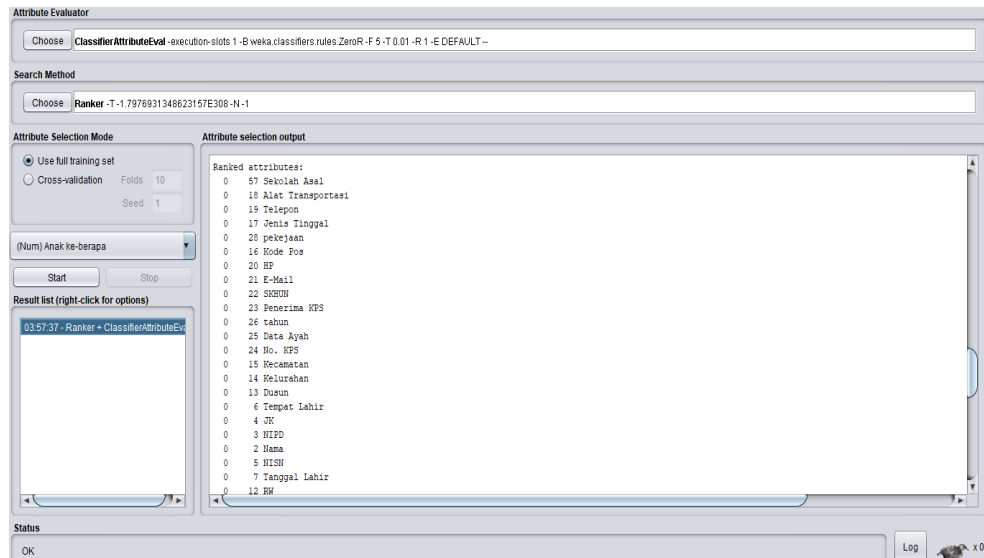 Attribute Evaluator
Choose ClassifierAttributeEval -execution-slots 1 -B weka.classifiers.rules.ZeroR -F 5 -T 0.01 -R 1 -E DEFAULT --
Search Method
Choose Ranker -T -1.7976931348623157E308 -N -1
Attribute Selection Mode
Use full training set
Cross-validation Folds 10
Seed 1
(Num) Anak ke-berapa
Start Stop
Result list (right-click for options)
03:57:37 - Ranker + ClassifierAttributeEva
Attribute selection output
Ranked attributes:
0 57 Sekolah Asal
0 18 Alat Transportasi
0 19 Telepon
0 17 Jenis Tinggal
0 28 pekejaan
0 16 Kode Pos
0 20 HP
0 21 E-Mail
0 22 SKHUN
0 23 Penerima KPS
0 26 tahun
0 25 Data Ayah
0 24 No. KPS
0 15 Kecamatan
0 14 Kelurahan
0 13 Dusun
0 6 Tempat Lahir
0 4 JK
0 3 NIPD
0 2 Nama
0 5 NISN
0 7 Tanggal Lahir
0 12 RW
Status
OK
Log x 0